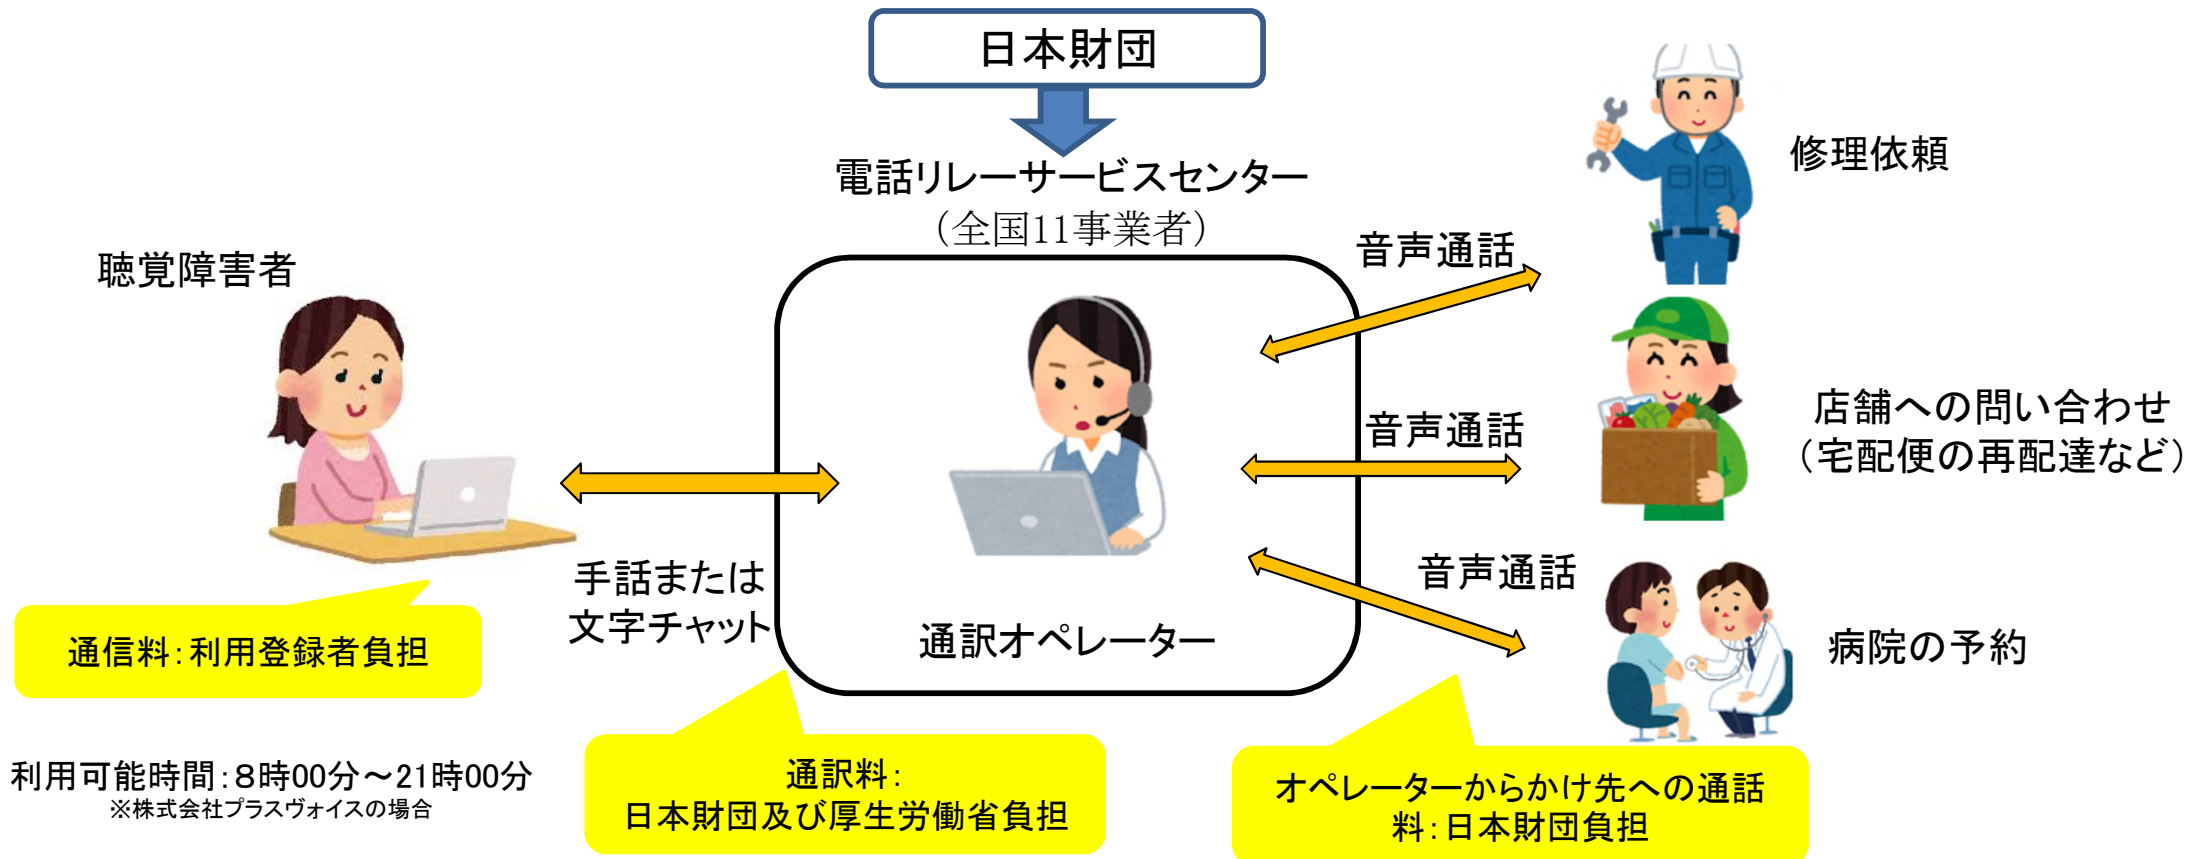 日本財団
電話リレーサービスセンター
（全国11事業者）
聴覚障害者
手話または
文字チャット
通訳オペレーター
音声通話
修理依頼
音声通話
店舗への問い合わせ
（宅配便の再配達など）
音声通話
病院の予約
通信料：利用登録者負担
通訳料：
日本財団及び厚生労働省負担
オペレーターからかけ先への通話
料：日本財団負担
利用可能時間：８時00分～21時00分
※株式会社プラスヴォイスの場合